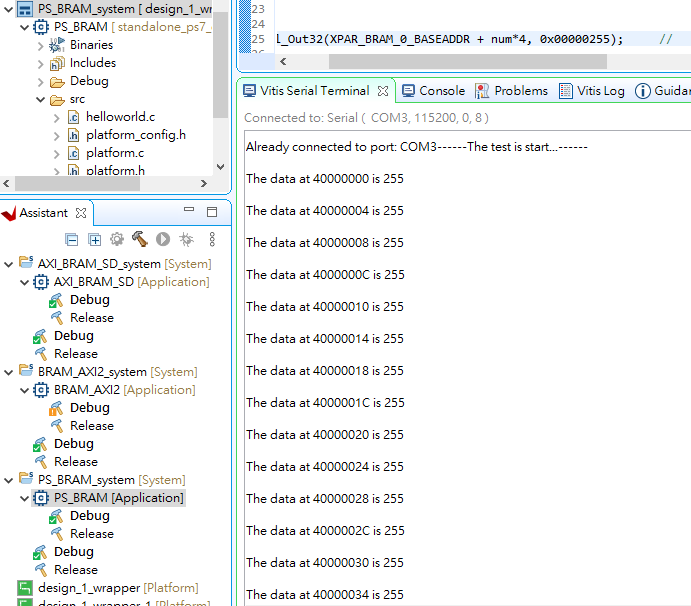 PS_BRAM_system [ design_1_wr
PS_BRAM [ standalone_ps7_
Binaries
Includes
Debug
src
helloworld.c
platform_config.h
platform.c
platform.h
Assistant
AXI_BRAM_SD_system [System]
AXI_BRAM_SD [Application]
Debug
Release
Debug
Release
BRAM_AXI2_system [System]
BRAM_AXI2 [Application]
Debug
Release
Debug
Release
PS_BRAM_system [System]
PS_BRAM [Application]
Debug
Release
Debug
Release
design_1_wrapper [Platform]
design_1_wrapper_1 [Platform]
23
24
25 l_Out32(XPAR_BRAM_0_BASEADDR + num*4, 0x00000255); //
26
Vitis Serial Terminal Console Problems Vitis Log Guidan
Connected to: Serial ( COM3, 115200, 0, 8 )
Already connected to port: COM3------The test is start...------
The data at 40000000 is 255
The data at 40000004 is 255
The data at 40000008 is 255
The data at 4000000C is 255
The data at 40000010 is 255
The data at 40000014 is 255
The data at 40000018 is 255
The data at 4000001C is 255
The data at 40000020 is 255
The data at 40000024 is 255
The data at 40000028 is 255
The data at 4000002C is 255
The data at 40000030 is 255
The data at 40000034 is 255